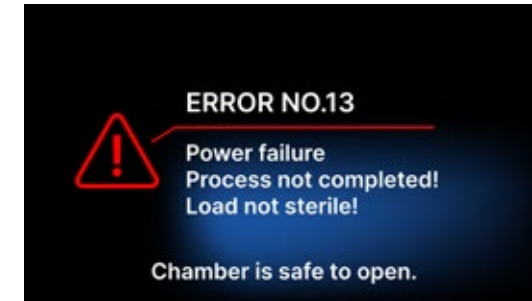 ERROR NO.13
Power failure
Process not completed!
Load not sterile!
Chamber is safe to open.